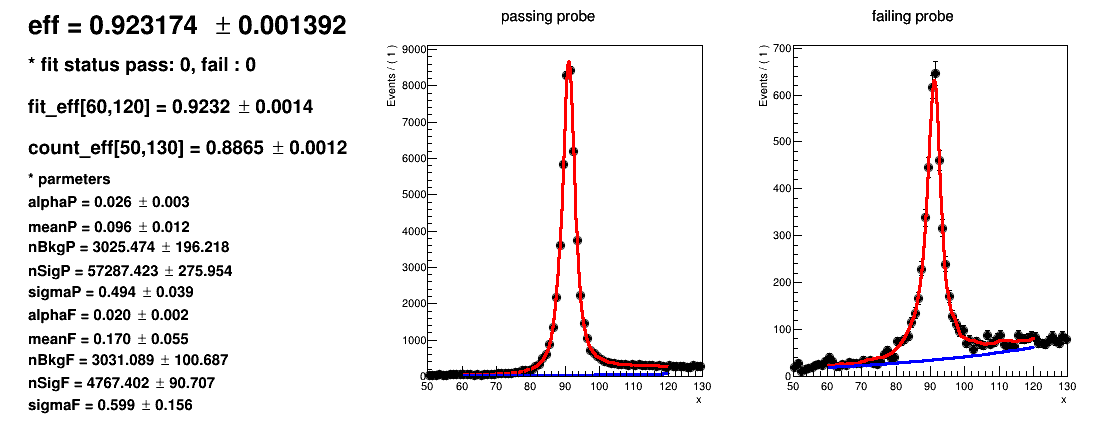 eff = 0.923174 ± 0.001392
* fit status pass: 0, fail : 0
fit_eff[60,120] = 0.9232 ± 0.0014
count_eff[50,130] = 0.8865 ± 0.0012
* parmeters
alphaP = 0.026 ± 0.003
meanP = 0.096 ± 0.012
nBkgP = 3025.474 ± 196.218
nSigP = 57287.423 ± 275.954
sigmaP = 0.494 ± 0.039
alphaF = 0.020 ± 0.002
meanF = 0.170 ± 0.055
nBkgF = 3031.089 ± 100.687
nSigF = 4767.402 ± 90.707
sigmaF = 0.599 ± 0.156
passing probe
Events / ( 1 )
9000
8000
7000
6000
5000
4000
3000
2000
1000
0
50 60 70 80 90 100 110 120 130
x
failing probe
Events / ( 1 )
700
600
500
400
300
200
100
0
50 60 70 80 90 100 110 120 130
x